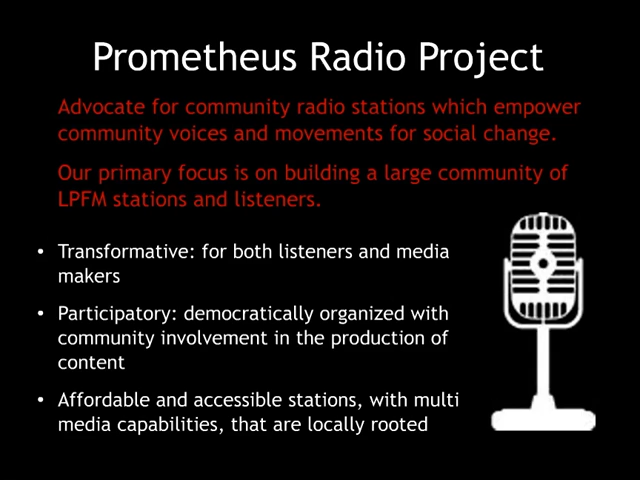 Prometheus Radio Project
Advocate for community radio stations which empower
community voices and movements for social change.
Our primary focus is on building a large community of
LPFM stations and listeners.
• Transformative: for both listeners and media
makers
• Participatory: democratically organized with
community involvement in the production of
content
• Affordable and accessible stations, with multi
media capabilities, that are locally rooted